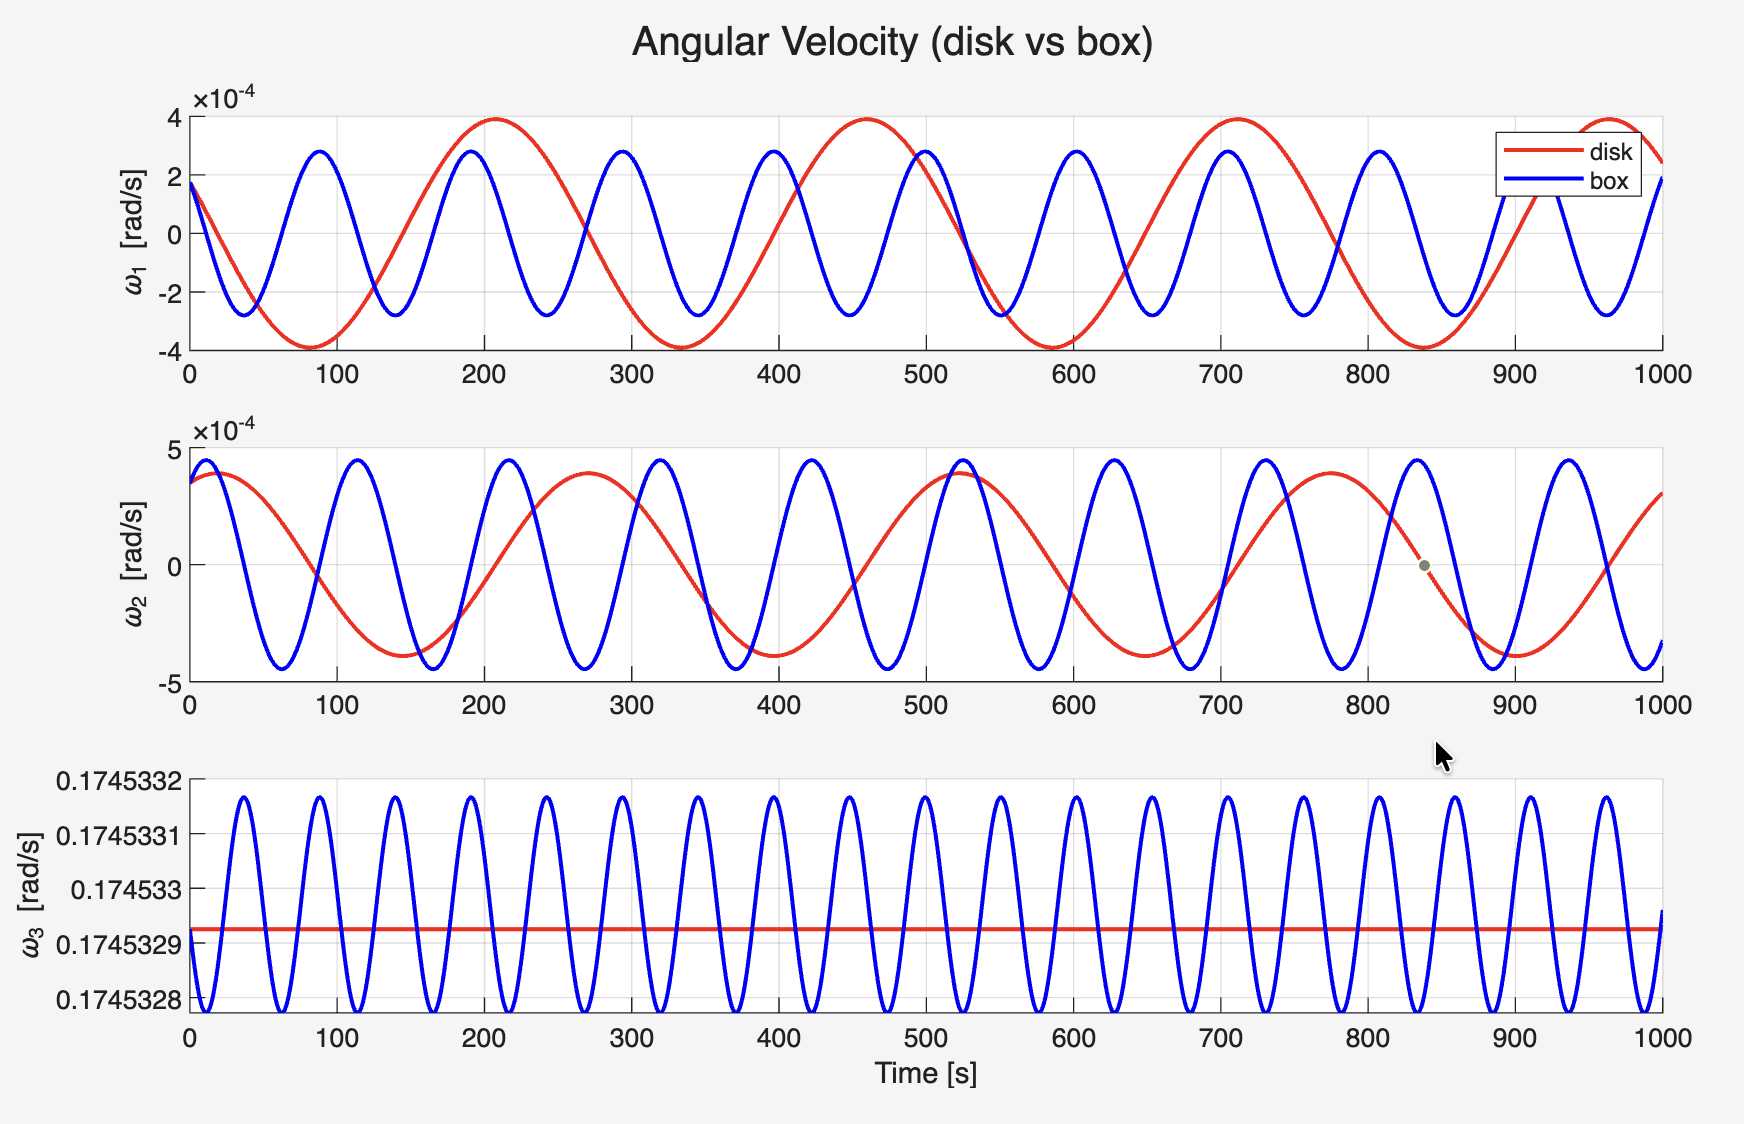 Angular Velocity (disk vs box)
×10-4
4
2
0
-2
-4
ω1 [rad/s]
disk
box
0 100 200 300 400 500 600 700 800 900 1000
×10-4
5
0
-5
ω2 [rad/s]
0 100 200 300 400 500 600 700 800 900 1000
0.1745332
0.1745331
0.174533
0.1745329
0.1745328
ω3 [rad/s]
0 100 200 300 400 500 600 700 800 900 1000
Time [s]